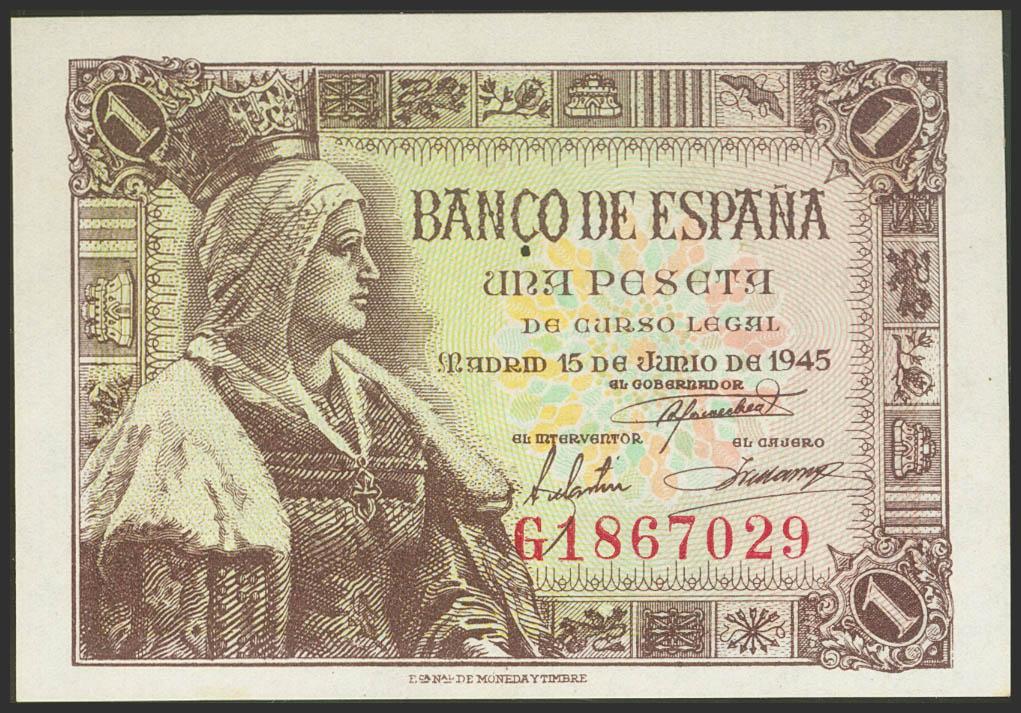 1
1
BANCO DE ESPAÑA
UNA PESETA
DE CURSO LEGAL
MADRID 15 DE JUNIO DE 1945
EL GOBERNADOR
EL INTERVENTOR EL CAJERO
G1867029
1
F.CA NAL DE MONEDA Y TIMBRE